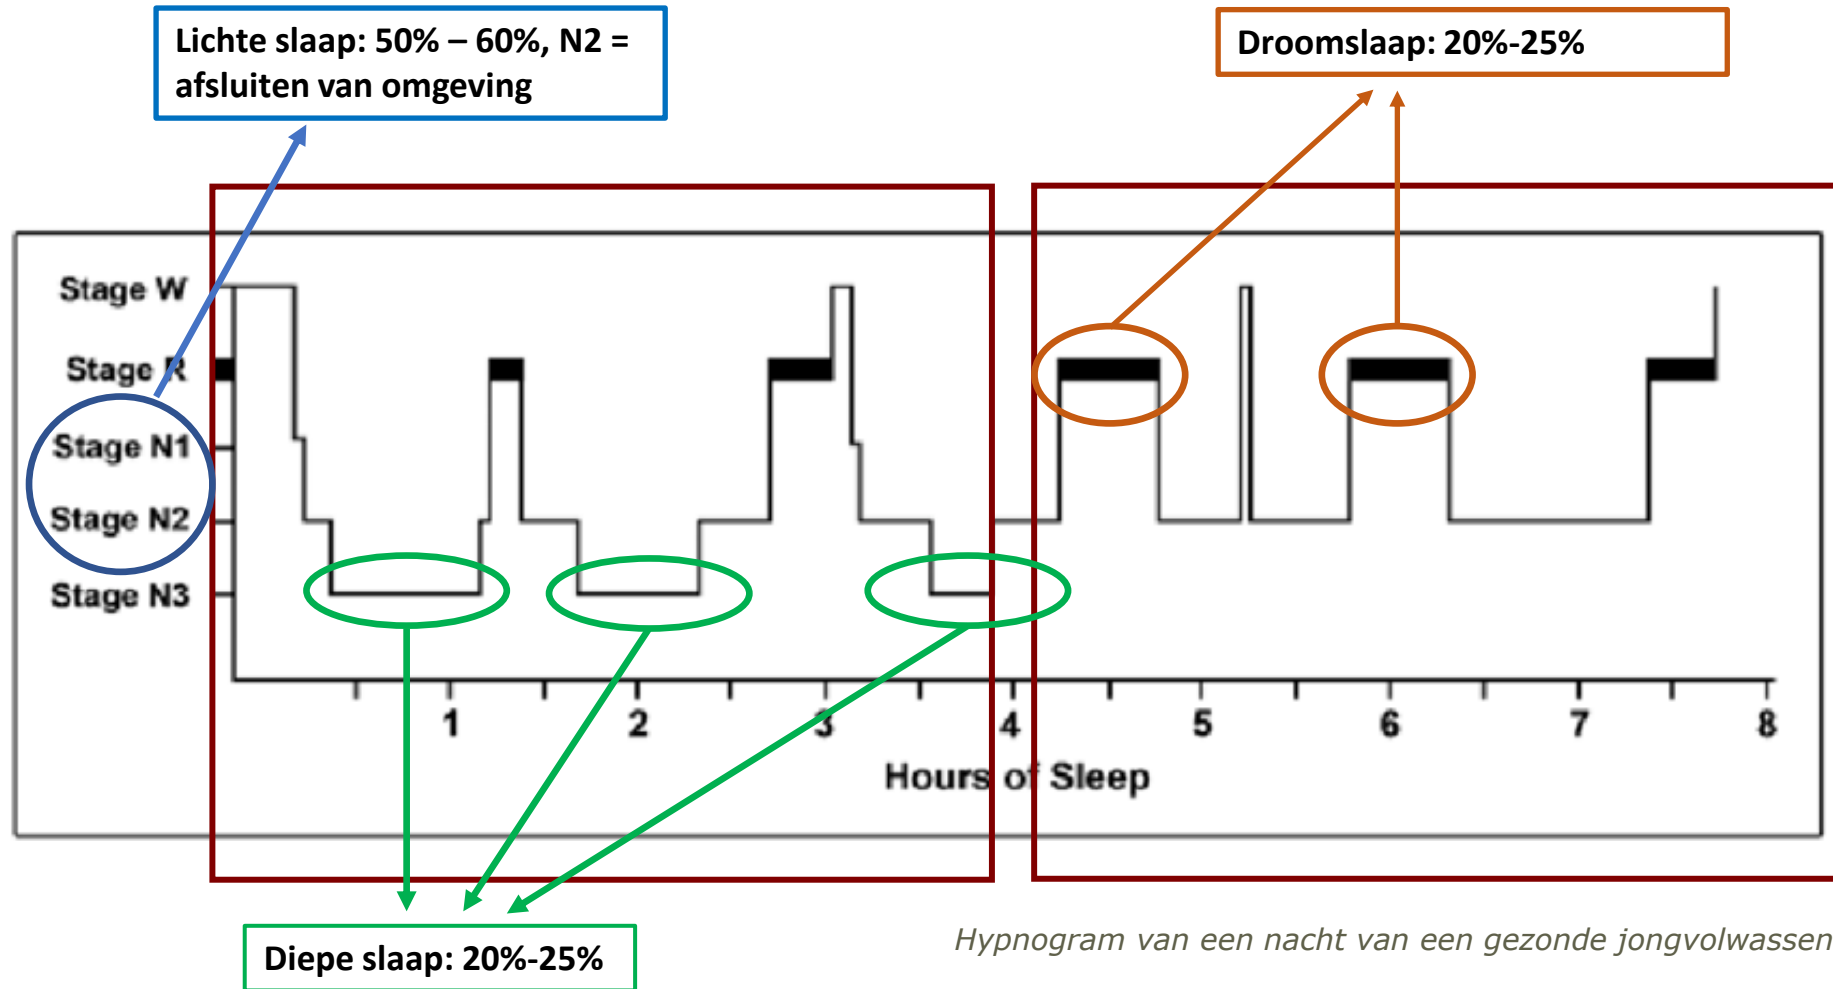 Lichte slaap: 50% – 60%, N2 =
afsluiten van omgeving
Droomslaap: 20%-25%
Stage W
Stage R
Stage N1
Stage N2
Stage N3
1 2 3 4 5 6 7 8
Hours of Sleep
Diepe slaap: 20%-25%
Hypnogram van een nacht van een gezonde jongvolwassen